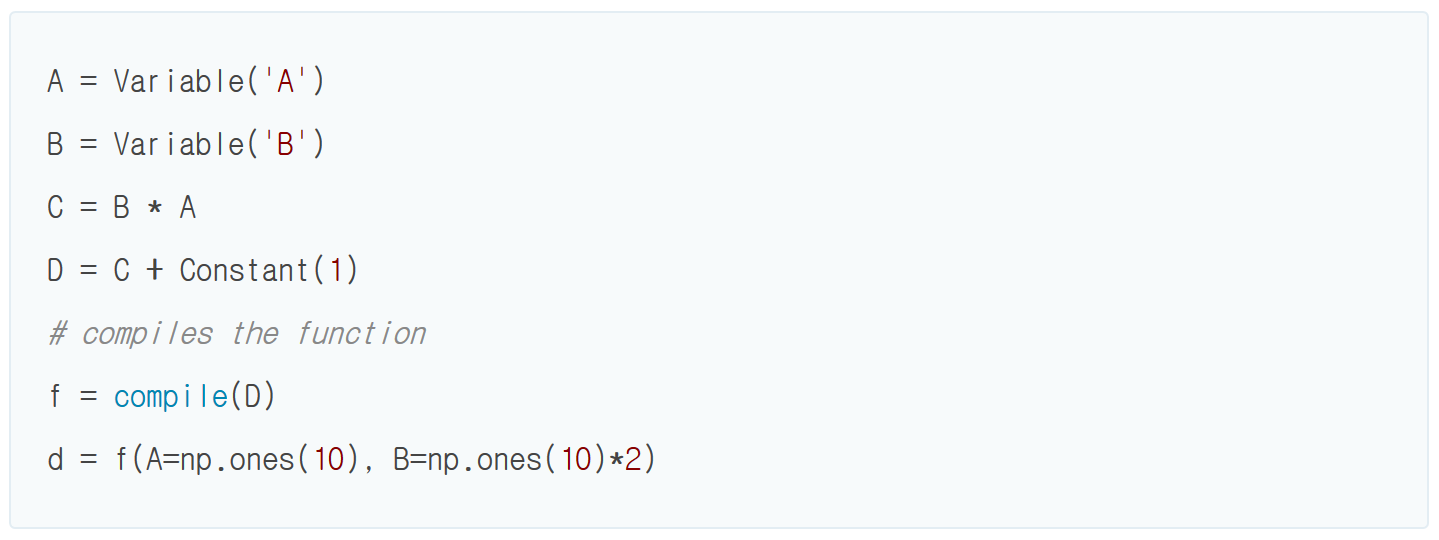 A = Variable('A')
B = Variable('B')
C = B * A
D = C + Constant(1)
# compiles the function
f = compile(D)
d = f(A=np.ones(10), B=np.ones(10)*2)